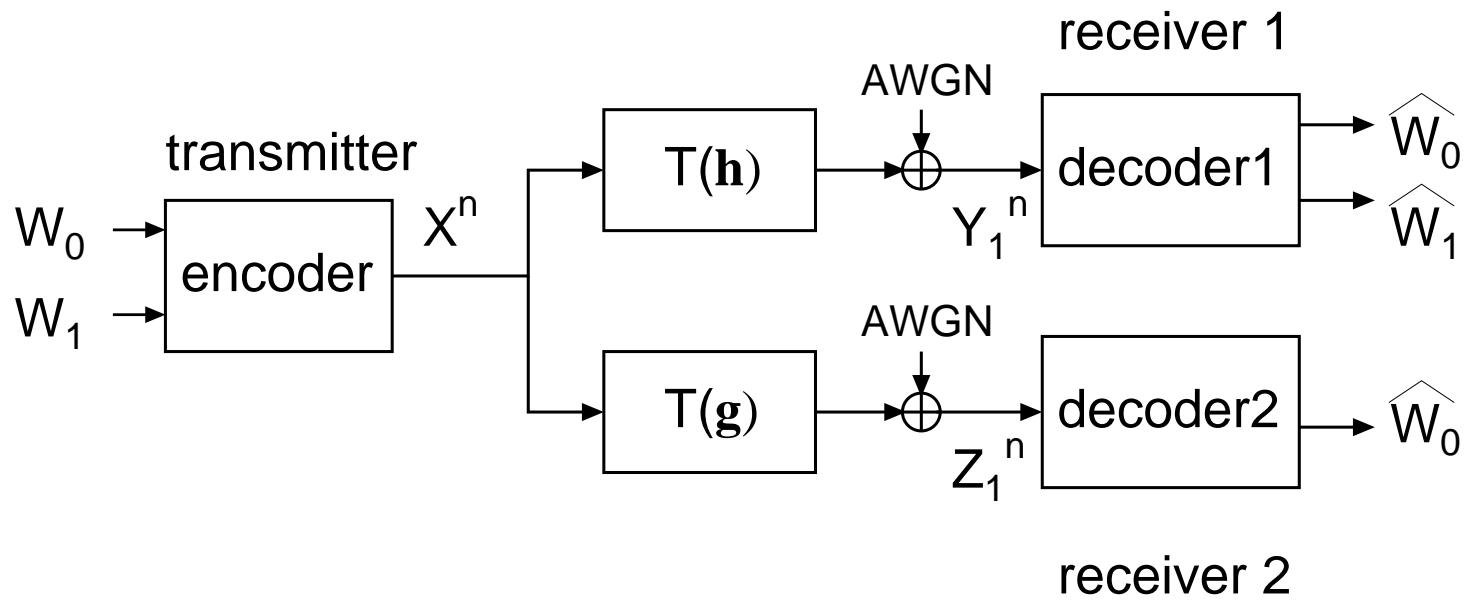 receiver 1
AWGN
transmitter
T(h)
decoder1
Ŵ₀
Ŵ₁
W₀
W₁
encoder
Xⁿ
Y₁ⁿ
AWGN
T(g)
decoder2
Ŵ₀
Z₁ⁿ
receiver 2